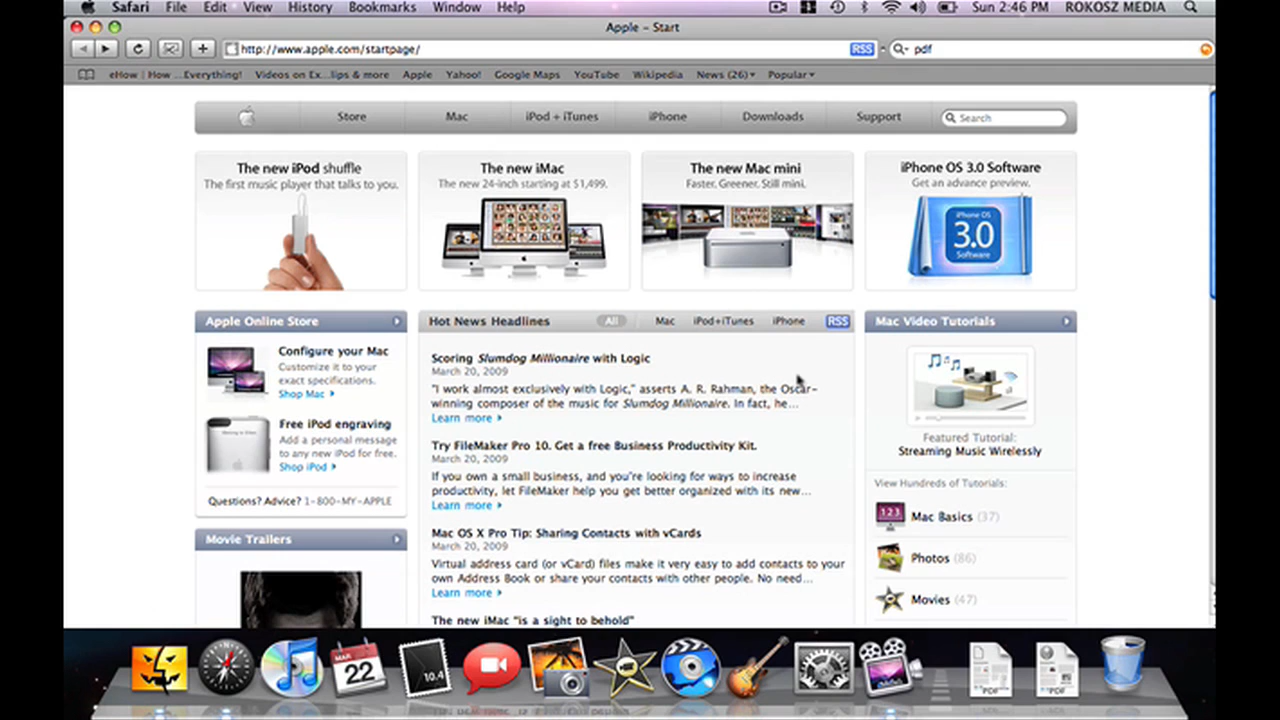 Safari File Edit View History Bookmarks Window Help
Sun 2:46 PM ROKOSZ MEDIA
Apple – Start
http://www.apple.com/startpage/
RSS
pdf
eHow | How ...Everything! Videos on Ex...lips & more Apple Yahoo! Google Maps YouTube Wikipedia News (26) Popular
Store Mac iPod + iTunes iPhone Downloads Support Search
The new iPod shuffle
The first music player that talks to you.
The new iMac
The new 24-inch starting at $1,499.
The new Mac mini
Faster. Greener. Still mini.
iPhone OS 3.0 Software
Get an advance preview.
iPhone OS
3.0
Software
Apple Online Store
Configure your Mac
Customize it to your
exact specifications.
Shop Mac
Free iPod engraving
Add a personal message
to any new iPod for free.
Shop iPod
Questions? Advice? 1-800-MY-APPLE
Movie Trailers
Hot News Headlines All Mac iPod+iTunes iPhone RSS
Scoring Slumdog Millionaire with Logic
March 20, 2009
"I work almost exclusively with Logic," asserts A. R. Rahman, the Oscar-
winning composer of the music for Slumdog Millionaire. In fact, he...
Learn more
Try FileMaker Pro 10. Get a free Business Productivity Kit.
March 20, 2009
If you own a small business, and you're looking for ways to increase
productivity, let FileMaker help you get better organized with its new...
Learn more
Mac OS X Pro Tip: Sharing Contacts with vCards
March 20, 2009
Virtual address card (or vCard) files make it very easy to add contacts to your
own Address Book or share your contacts with other people. No need...
Learn more
The new iMac "is a sight to behold"
Mac Video Tutorials
Featured Tutorial:
Streaming Music Wirelessly
View Hundreds of Tutorials:
1 2 3
Mac Basics (37)
Photos (86)
Movies (47)
MAR
22
10.4
PDF
PDF